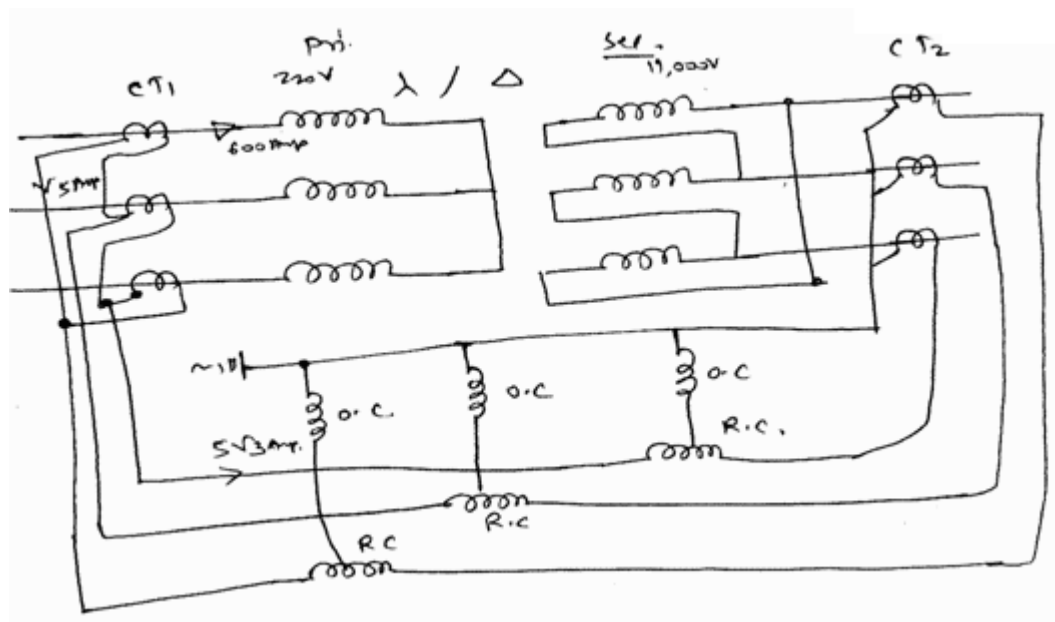 Pri.
220V
λ / Δ
Sec.
11,000V
CT1
CT2
600 Amp
5 Amp
O.C
O.C
O.C
5√3 Amp.
R.C.
R.C
RC